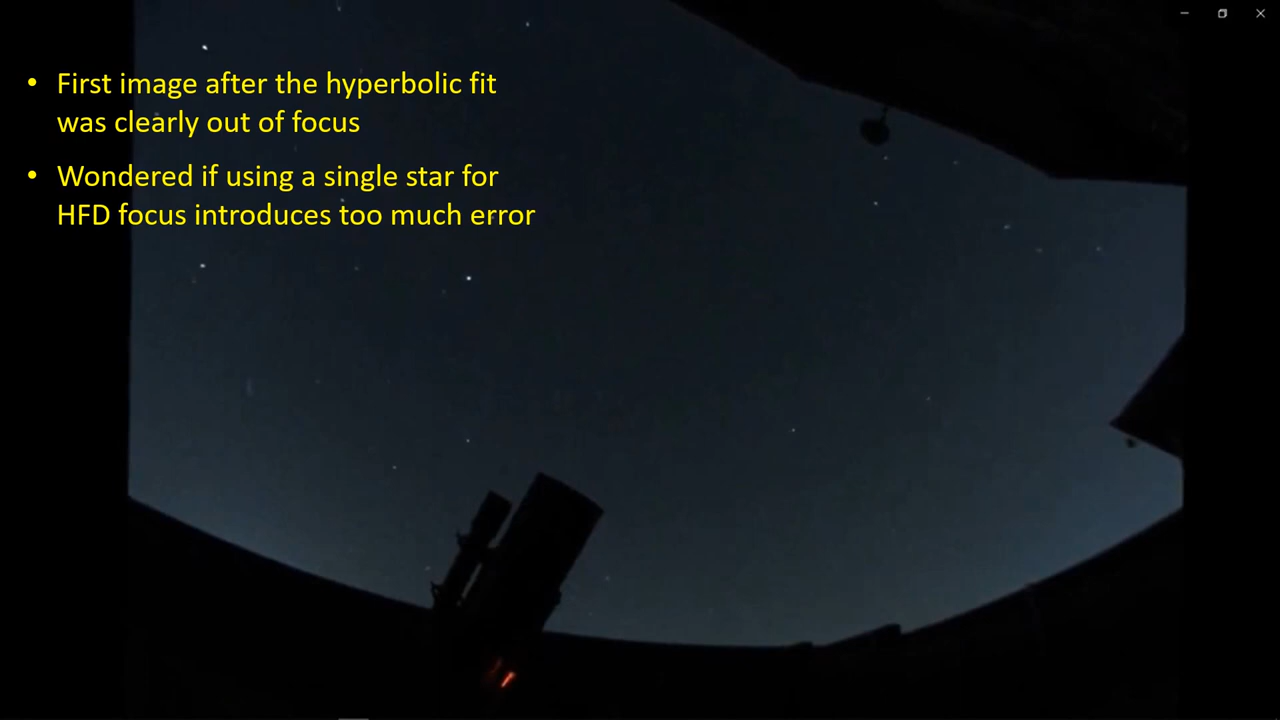 • First image after the hyperbolic fit
was clearly out of focus
• Wondered if using a single star for
HFD focus introduces too much error